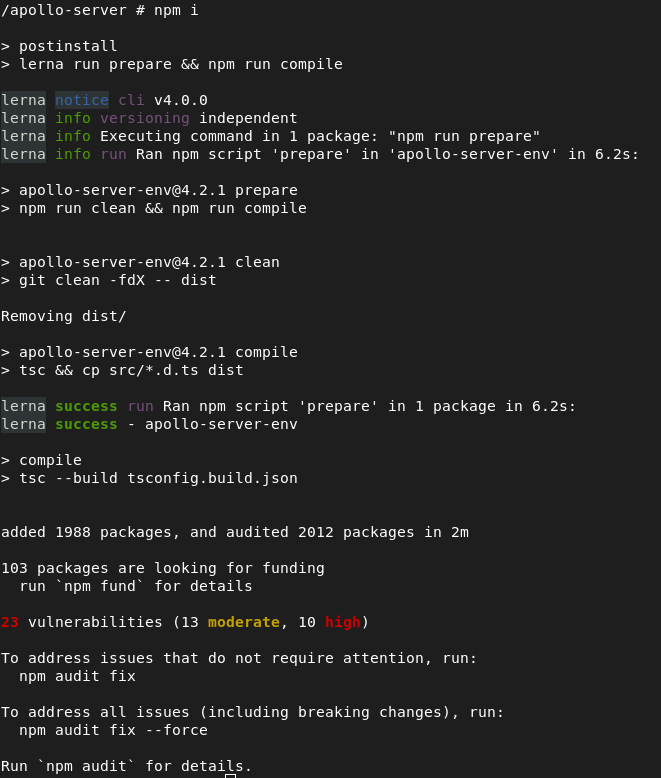 /apollo-server # npm i
> postinstall
> lerna run prepare && npm run compile
lerna notice cli v4.0.0
lerna info versioning independent
lerna info Executing command in 1 package: "npm run prepare"
lerna info run Ran npm script 'prepare' in 'apollo-server-env' in 6.2s:
> apollo-server-env@4.2.1 prepare
> npm run clean && npm run compile
> apollo-server-env@4.2.1 clean
> git clean -fdX -- dist
Removing dist/
> apollo-server-env@4.2.1 compile
> tsc && cp src/*.d.ts dist
lerna success run Ran npm script 'prepare' in 1 package in 6.2s:
lerna success - apollo-server-env
> compile
> tsc --build tsconfig.build.json
added 1988 packages, and audited 2012 packages in 2m
103 packages are looking for funding
  run `npm fund` for details
23 vulnerabilities (13 moderate, 10 high)
To address issues that do not require attention, run:
  npm audit fix
To address all issues (including breaking changes), run:
  npm audit fix --force
Run `npm audit` for details.